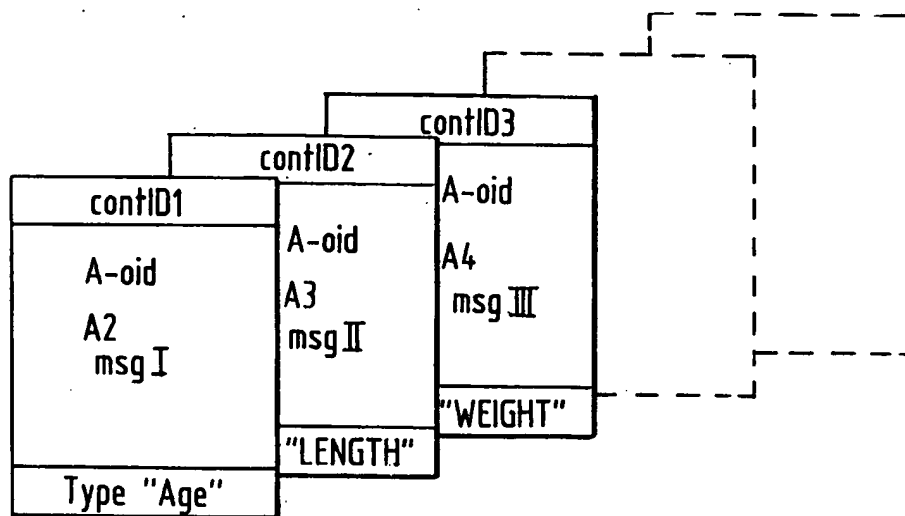 contID3
A-oid
A4
msg III
"WEIGHT"
contID2
A-oid
A3
msg II
"LENGTH"
contID1
A-oid
A2
msg I
Type "Age"